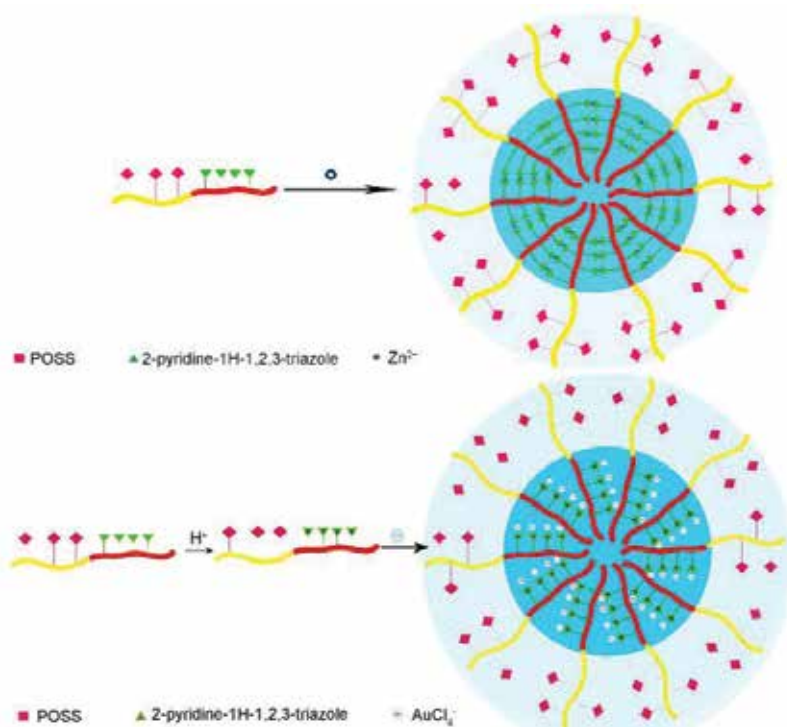 POSS 2-pyridine-1H-1,2,3-triazole Zn²⁻
H⁺
POSS 2-pyridine-1H-1,2,3-triazole AuCl₄⁻